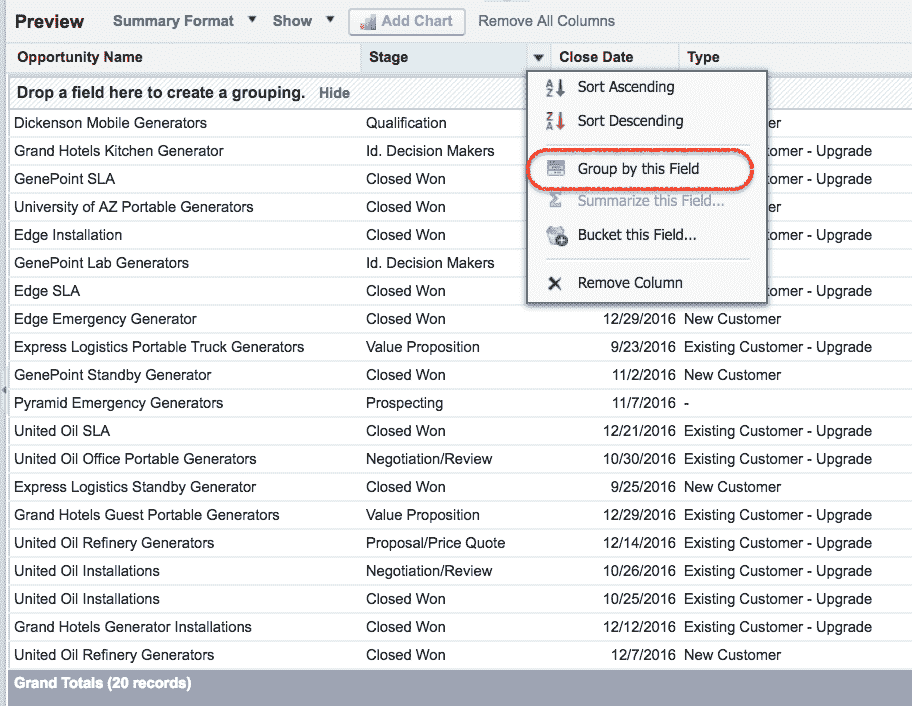 Preview Summary Format Show Add Chart Remove All Columns
Opportunity Name Stage Close Date Type
Drop a field here to create a grouping. Hide
Sort Ascending
Sort Descending
Group by this Field
Summarize this Field...
Bucket this Field...
Remove Column
Dickenson Mobile Generators Qualification er
Grand Hotels Kitchen Generator Id. Decision Makers omer - Upgrade
GenePoint SLA Closed Won omer - Upgrade
University of AZ Portable Generators Closed Won er
Edge Installation Closed Won omer - Upgrade
GenePoint Lab Generators Id. Decision Makers
Edge SLA Closed Won omer - Upgrade
Edge Emergency Generator Closed Won 12/29/2016 New Customer
Express Logistics Portable Truck Generators Value Proposition 9/23/2016 Existing Customer - Upgrade
GenePoint Standby Generator Closed Won 11/2/2016 New Customer
Pyramid Emergency Generators Prospecting 11/7/2016 -
United Oil SLA Closed Won 12/21/2016 Existing Customer - Upgrade
United Oil Office Portable Generators Negotiation/Review 10/30/2016 Existing Customer - Upgrade
Express Logistics Standby Generator Closed Won 9/25/2016 New Customer
Grand Hotels Guest Portable Generators Value Proposition 12/29/2016 Existing Customer - Upgrade
United Oil Refinery Generators Proposal/Price Quote 12/14/2016 Existing Customer - Upgrade
United Oil Installations Negotiation/Review 10/26/2016 Existing Customer - Upgrade
United Oil Installations Closed Won 10/25/2016 Existing Customer - Upgrade
Grand Hotels Generator Installations Closed Won 12/12/2016 Existing Customer - Upgrade
United Oil Refinery Generators Closed Won 12/7/2016 New Customer
Grand Totals (20 records)